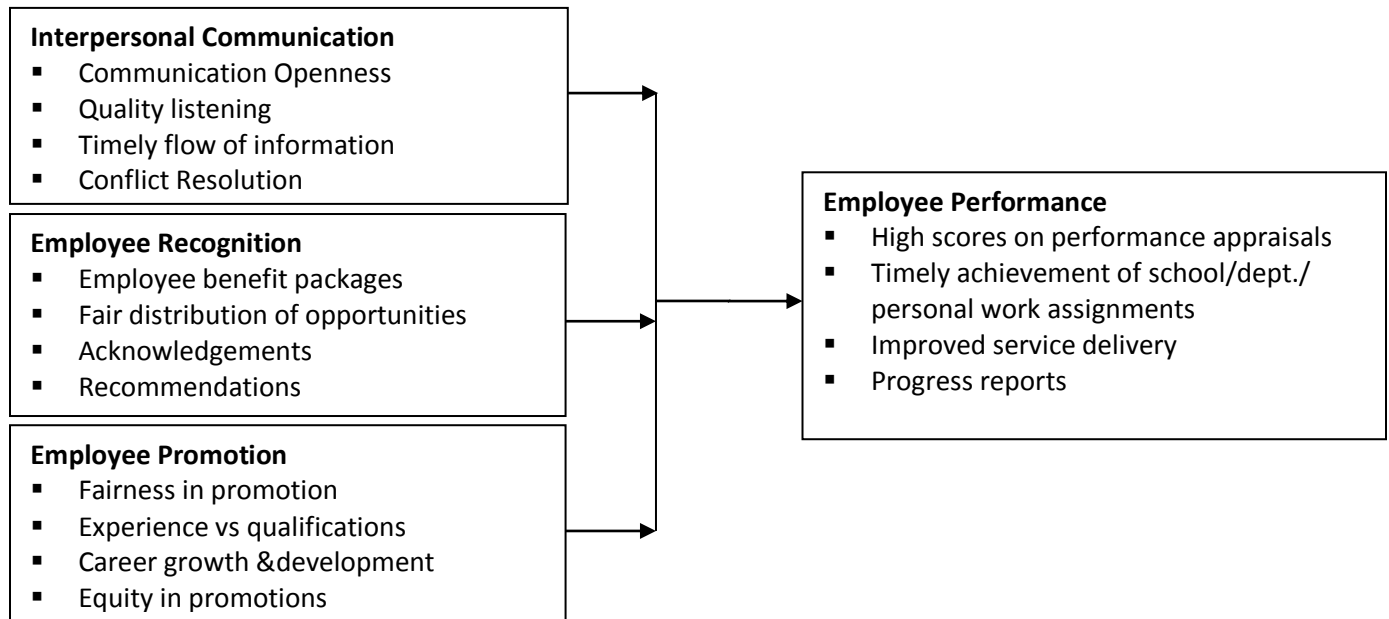 Interpersonal Communication
▪ Communication Openness
▪ Quality listening
▪ Timely flow of information
▪ Conflict Resolution
Employee Recognition
▪ Employee benefit packages
▪ Fair distribution of opportunities
▪ Acknowledgements
▪ Recommendations
Employee Promotion
▪ Fairness in promotion
▪ Experience vs qualifications
▪ Career growth &development
▪ Equity in promotions
Employee Performance
▪ High scores on performance appraisals
▪ Timely achievement of school/dept./
personal work assignments
▪ Improved service delivery
▪ Progress reports